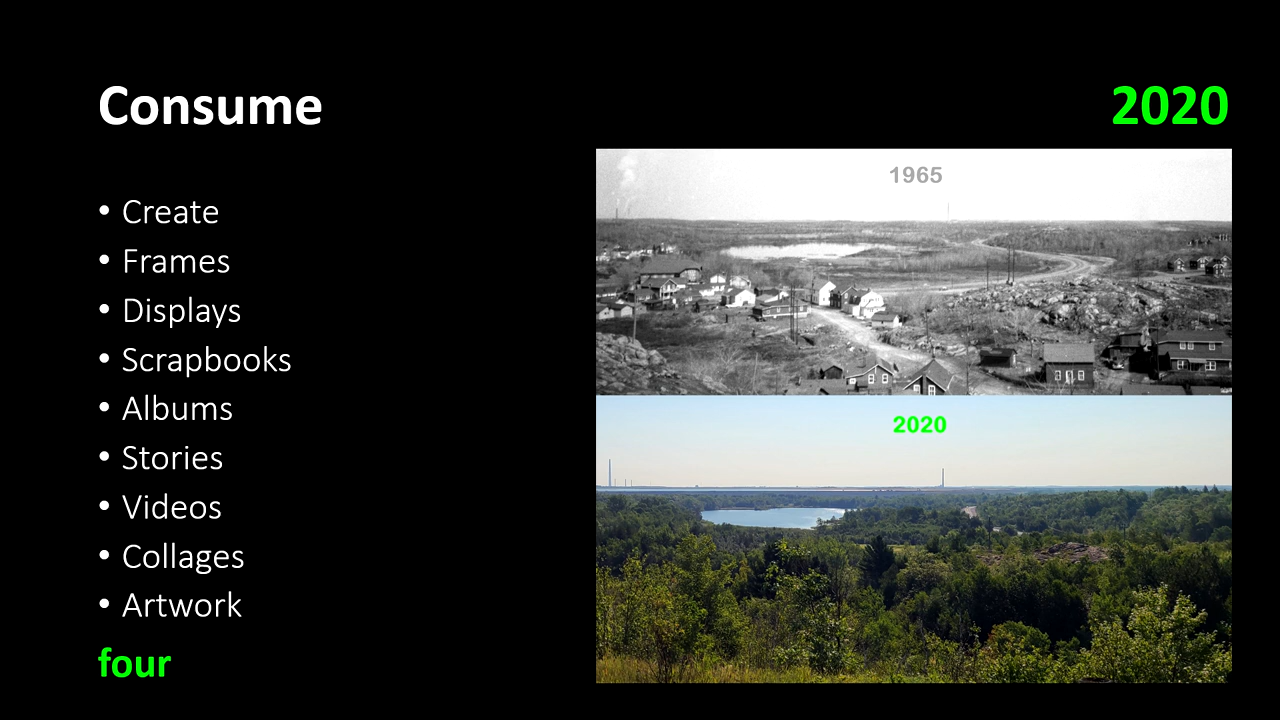 Consume
2020
• Create
• Frames
• Displays
• Scrapbooks
• Albums
• Stories
• Videos
• Collages
• Artwork
four
1965
2020